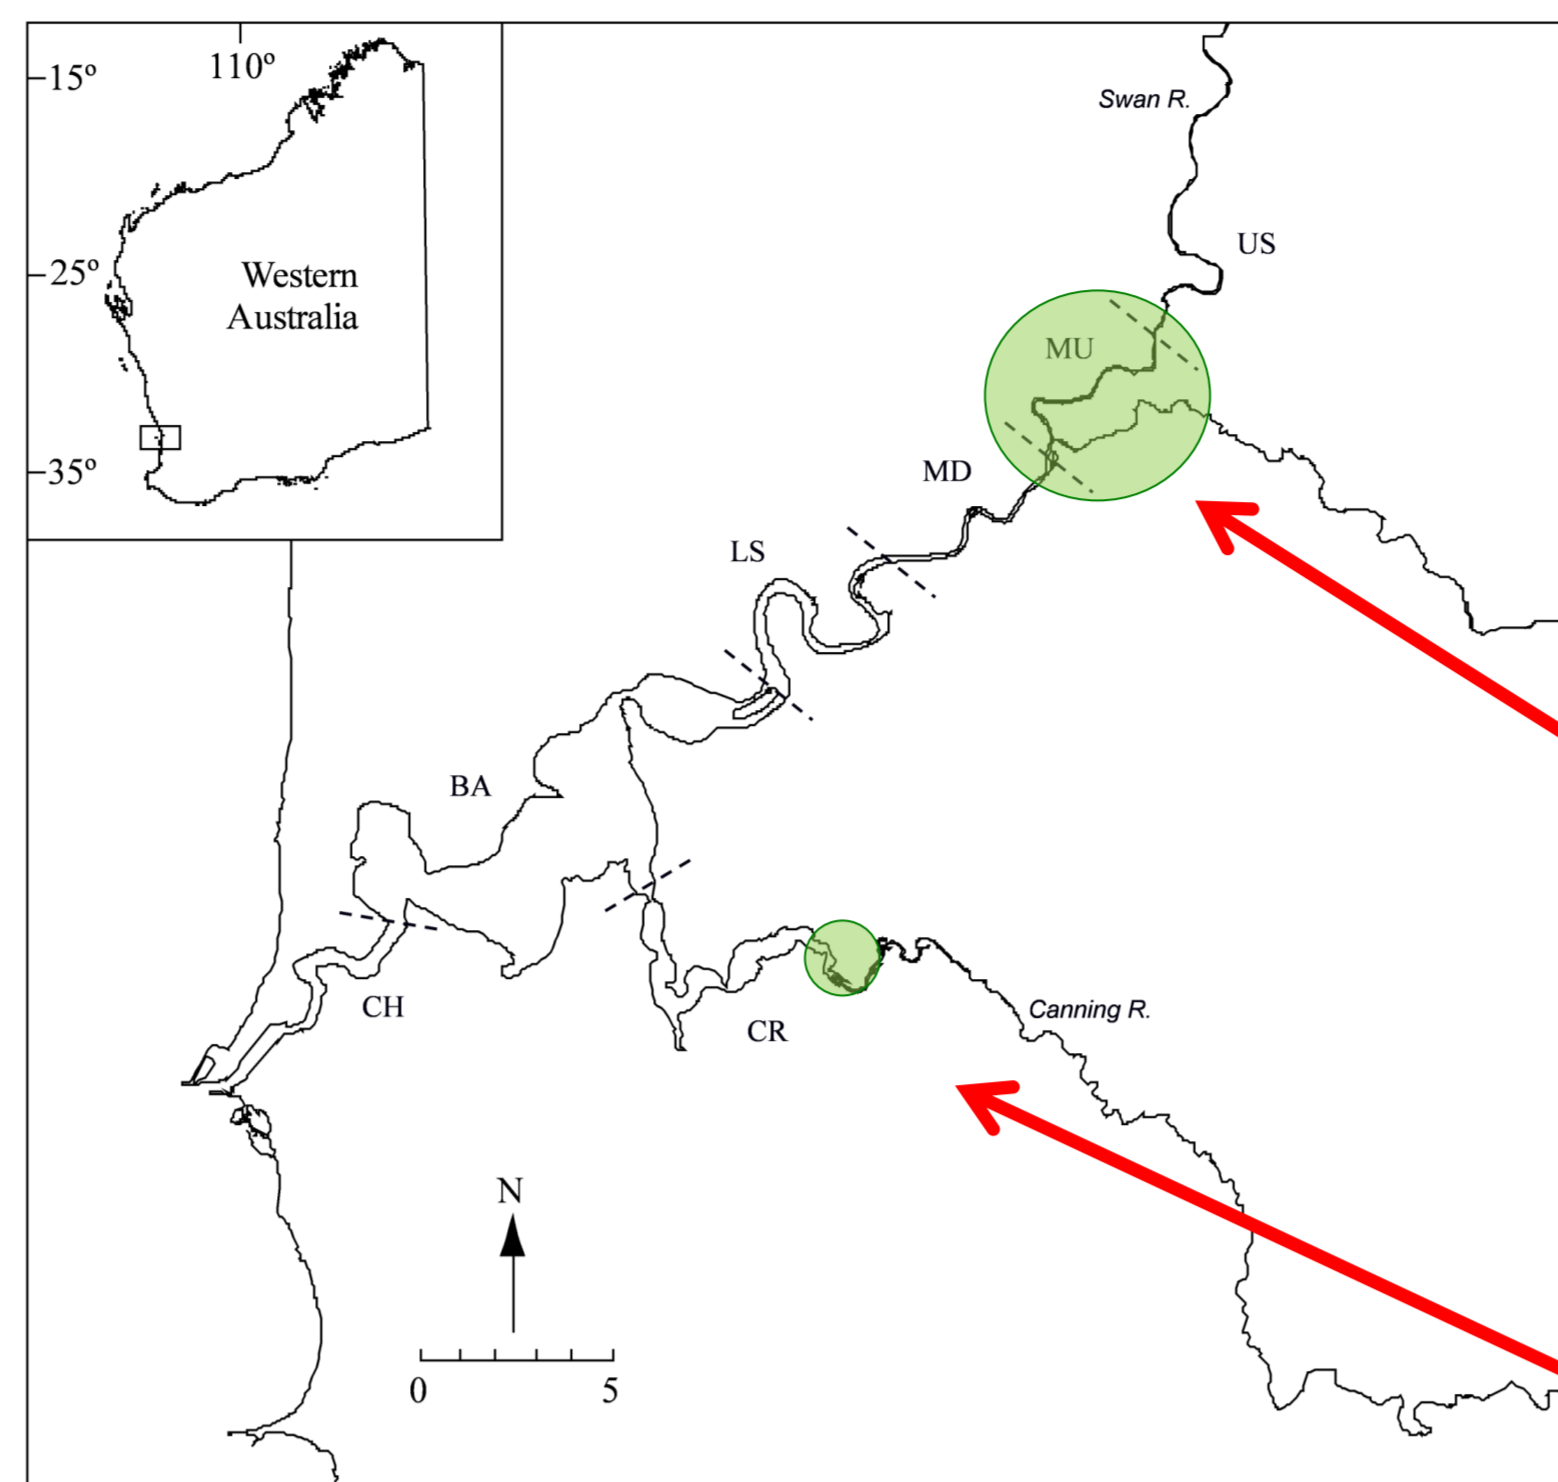 110º
15º
25º
35º
Western
Australia
Swan R.
US
MU
MD
LS
BA
CH
CR
Canning R.
N
0 5